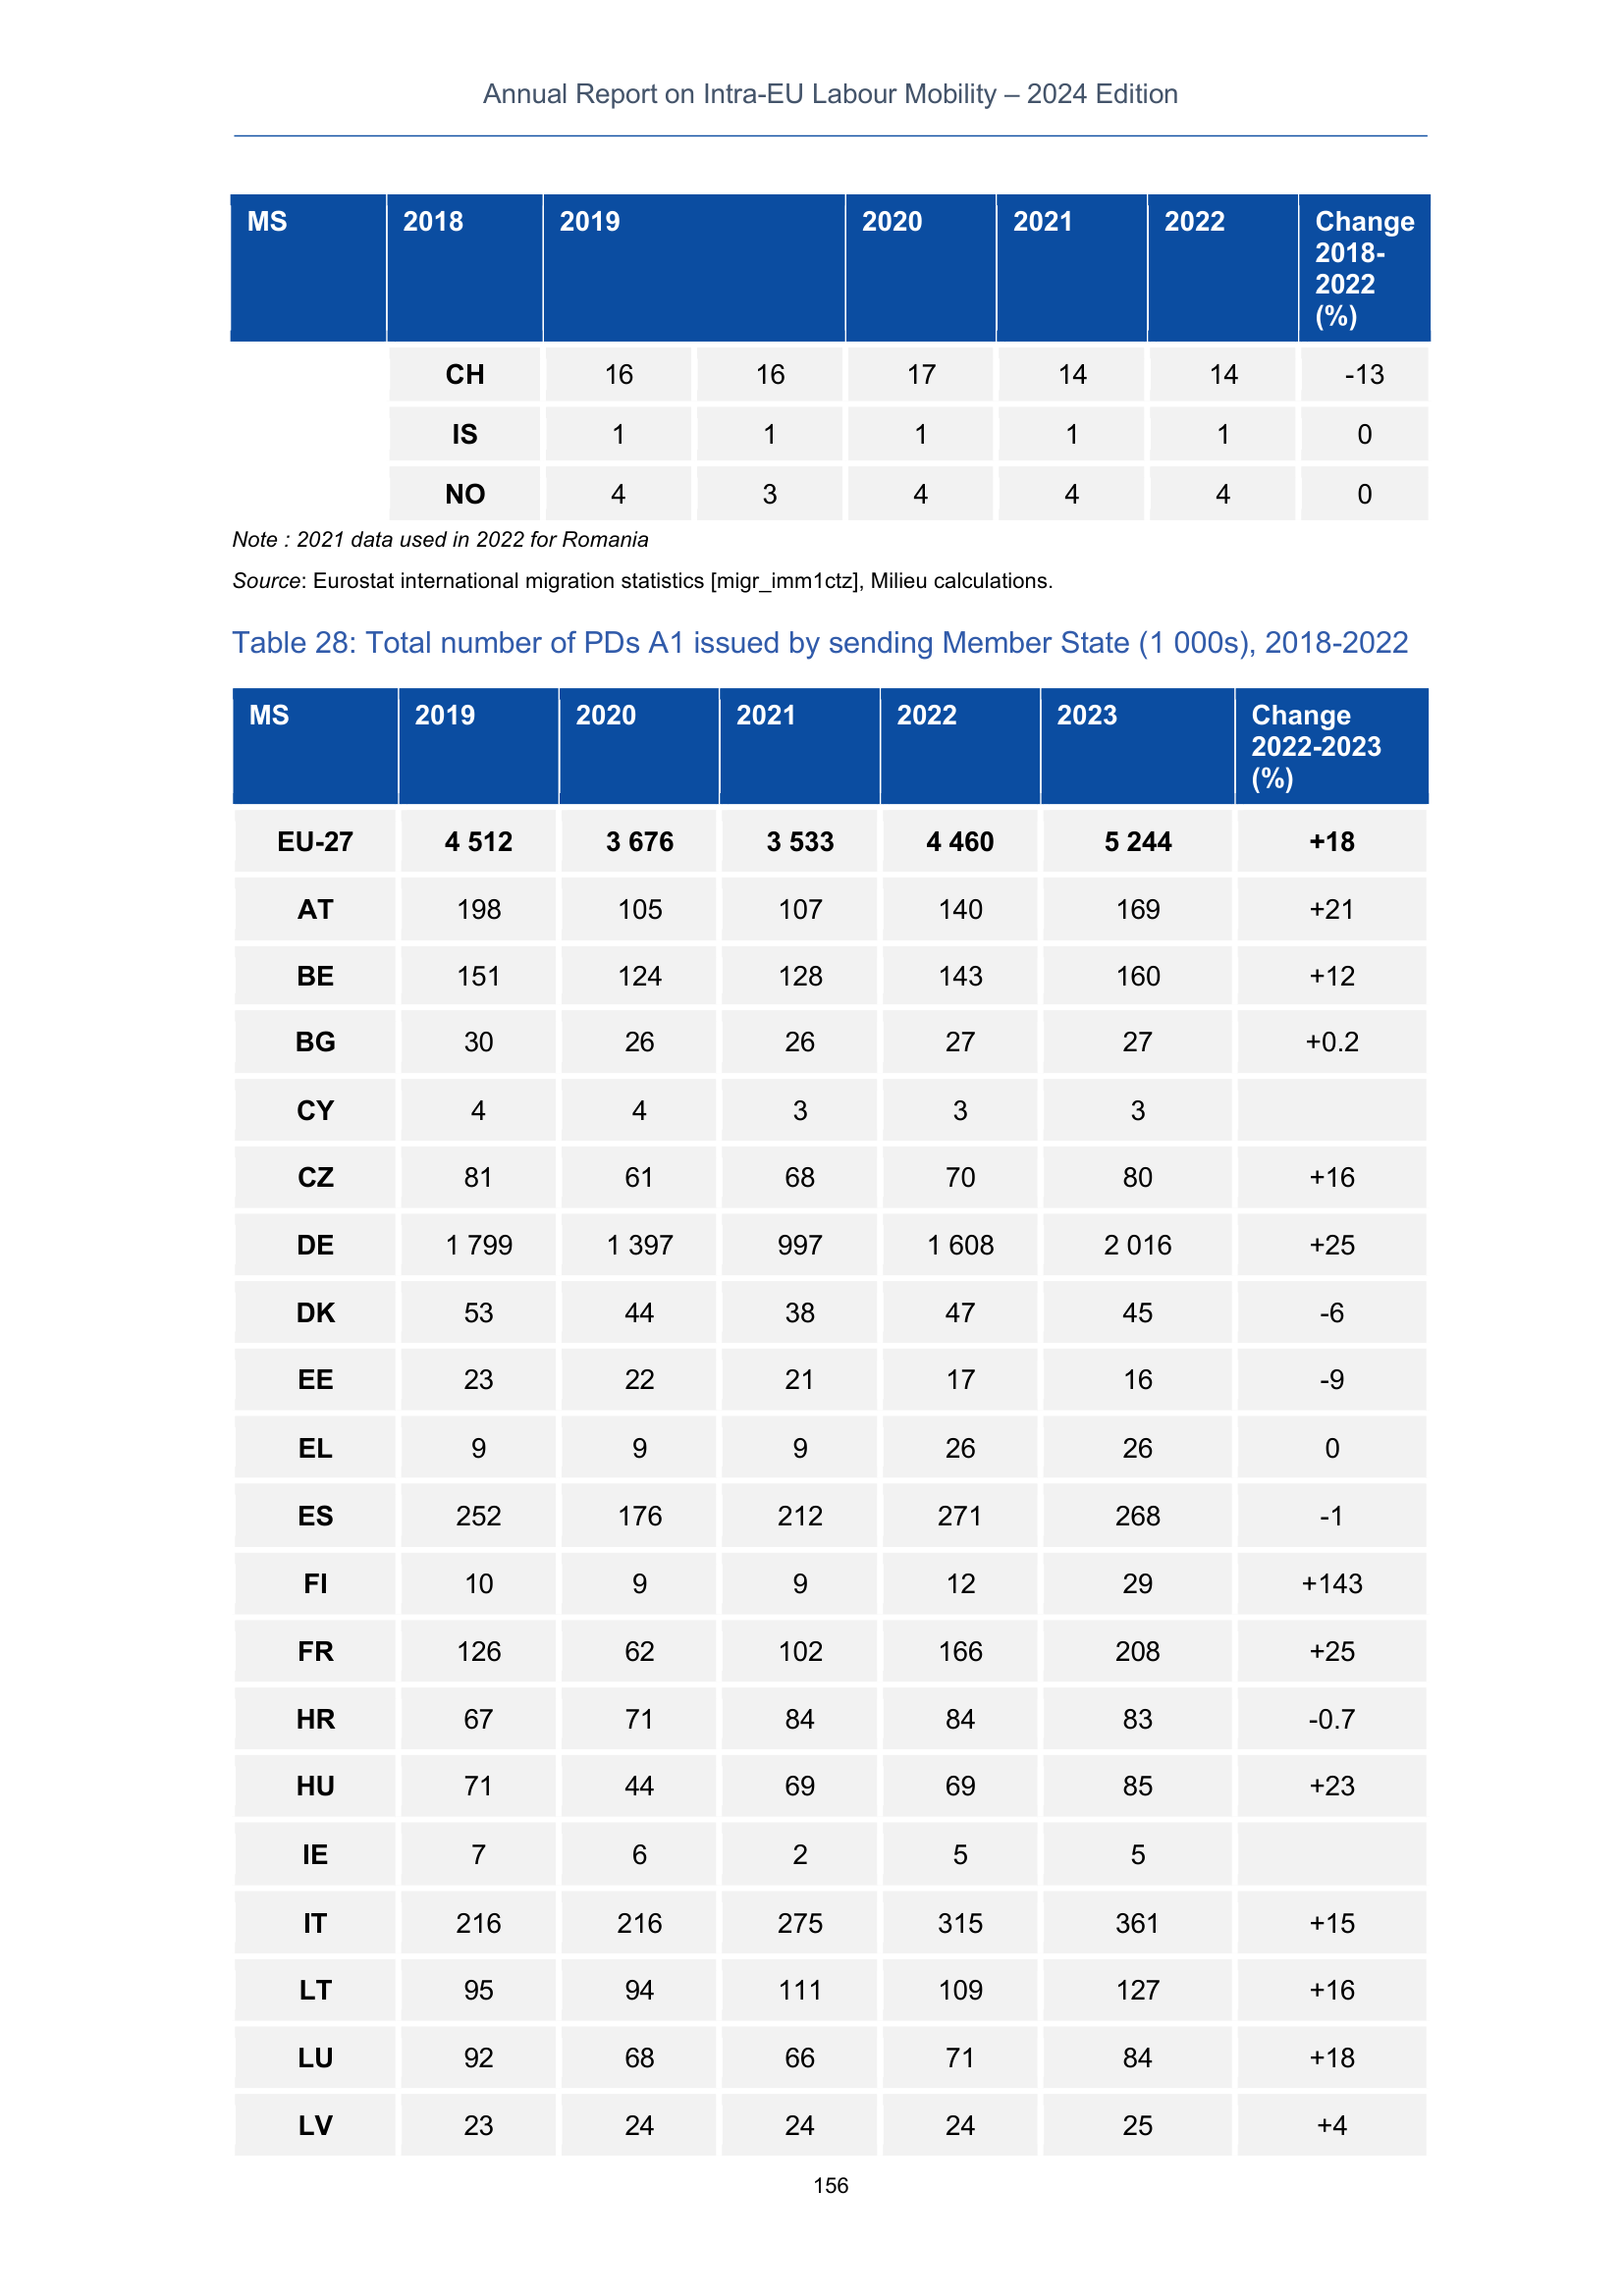 Annual Report on Intra-EU Labour Mobility – 2024 Edition
MS 2018 2019 2020 2021 2022 Change
2018-
2022
(%)
CH 16 16 17 14 14 -13
IS 1 1 1 1 1 0
NO 4 3 4 4 4 0
Note : 2021 data used in 2022 for Romania
Source: Eurostat international migration statistics [migr_imm1ctz], Milieu calculations.
Table 28: Total number of PDs A1 issued by sending Member State (1 000s), 2018-2022
MS 2019 2020 2021 2022 2023 Change
2022-2023
(%)
EU-27 4 512 3 676 3 533 4 460 5 244 +18
AT 198 105 107 140 169 +21
BE 151 124 128 143 160 +12
BG 30 26 26 27 27 +0.2
CY 4 4 3 3 3
CZ 81 61 68 70 80 +16
DE 1 799 1 397 997 1 608 2 016 +25
DK 53 44 38 47 45 -6
EE 23 22 21 17 16 -9
EL 9 9 9 26 26 0
ES 252 176 212 271 268 -1
FI 10 9 9 12 29 +143
FR 126 62 102 166 208 +25
HR 67 71 84 84 83 -0.7
HU 71 44 69 69 85 +23
IE 7 6 2 5 5
IT 216 216 275 315 361 +15
LT 95 94 111 109 127 +16
LU 92 68 66 71 84 +18
LV 23 24 24 24 25 +4
156